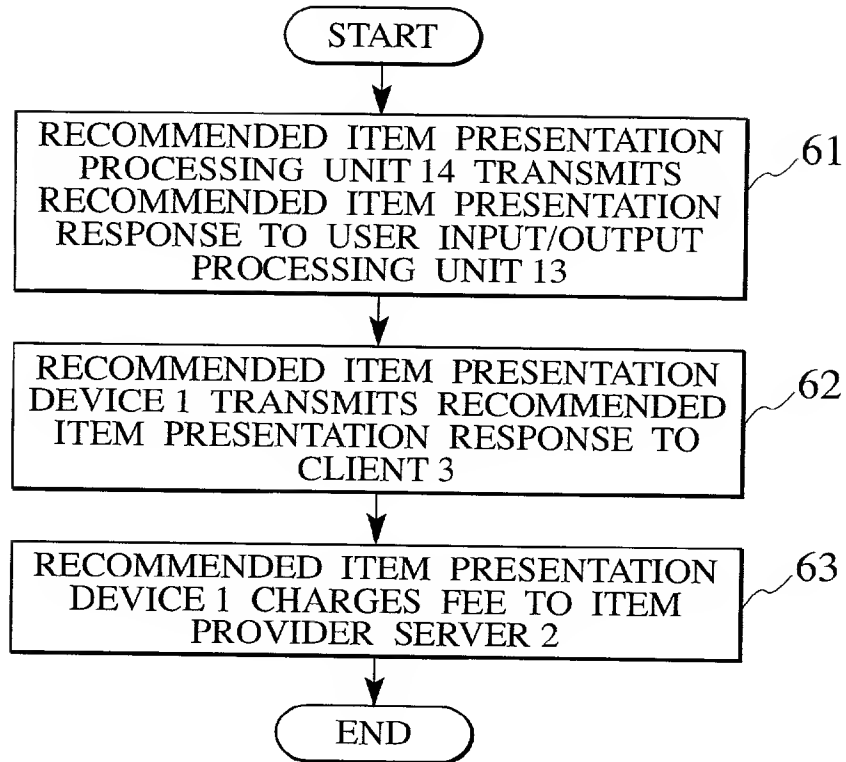 START
RECOMMENDED ITEM PRESENTATION
PROCESSING UNIT 14 TRANSMITS
RECOMMENDED ITEM PRESENTATION
RESPONSE TO USER INPUT/OUTPUT
PROCESSING UNIT 13
61
RECOMMENDED ITEM PRESENTATION
DEVICE 1 TRANSMITS RECOMMENDED
ITEM PRESENTATION RESPONSE TO
CLIENT 3
62
RECOMMENDED ITEM PRESENTATION
DEVICE 1 CHARGES FEE TO ITEM
PROVIDER SERVER 2
63
END